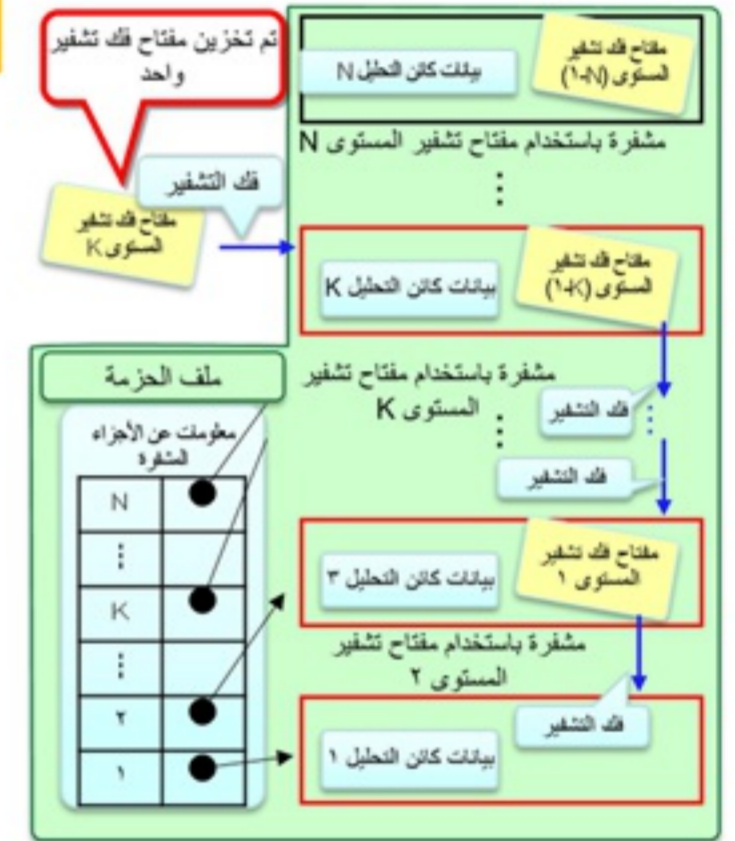 تم تخزين مفتاح فك تشفير
واحد
مفتاح فك تشفير
المستوى (N-١)
بيانات كائن التحليل N
مشفرة باستخدام مفتاح تشفير المستوى N
فك التشفير
مفتاح فك تشفير
المستوى K
مفتاح فك تشفير
المستوى (K-١)
بيانات كائن التحليل K
مشفرة باستخدام مفتاح تشفير
المستوى K
فك التشفير
فك التشفير
ملف الحزمة
معلومات عن الأجزاء
المشفرة
N
K
٢
١
مفتاح فك تشفير
المستوى ١
بيانات كائن التحليل ٣
مشفرة باستخدام مفتاح تشفير
المستوى ٢
فك التشفير
بيانات كائن التحليل ١